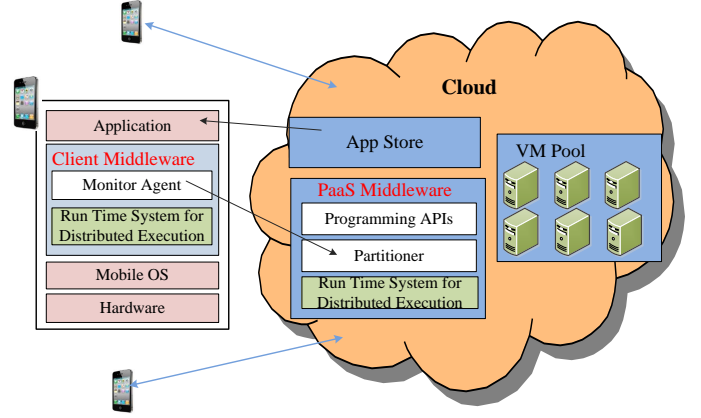 Cloud
Application
Client Middleware
Monitor Agent
Run Time System for
Distributed Execution
Mobile OS
Hardware
App Store
PaaS Middleware
Programming APIs
Partitioner
Run Time System for
Distributed Execution
VM Pool